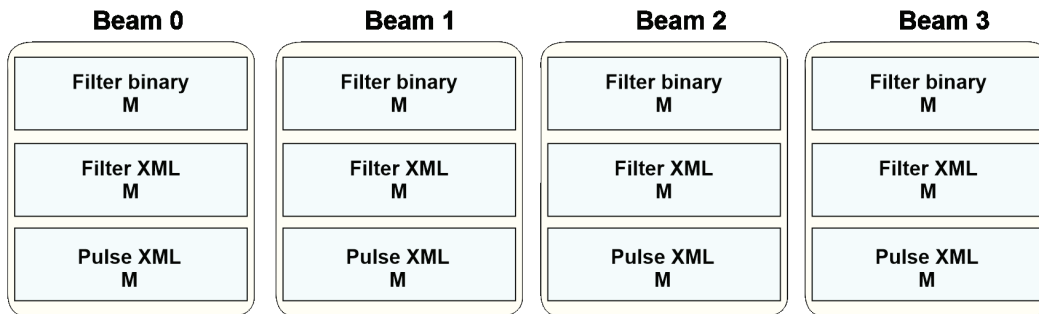 Beam 0
Beam 1
Beam 2
Beam 3
Filter binary
M
Filter binary
M
Filter binary
M
Filter binary
M
Filter XML
M
Filter XML
M
Filter XML
M
Filter XML
M
Pulse XML
M
Pulse XML
M
Pulse XML
M
Pulse XML
M